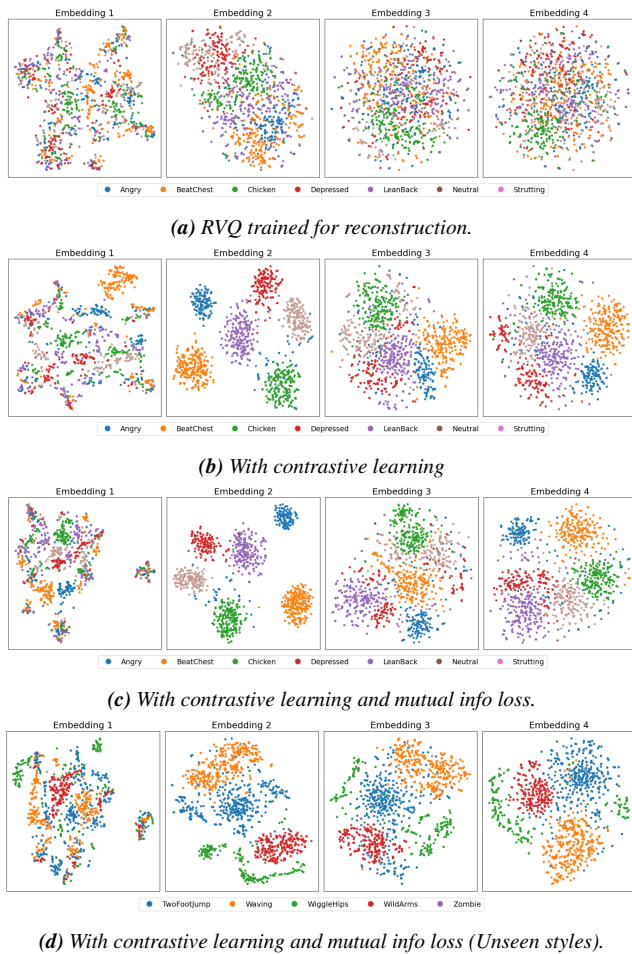 Embedding 1 Embedding 2 Embedding 3 Embedding 4
Angry BeatChest Chicken Depressed LeanBack Neutral Strutting
(a) RVQ trained for reconstruction.
Embedding 1 Embedding 2 Embedding 3 Embedding 4
Angry BeatChest Chicken Depressed LeanBack Neutral Strutting
(b) With contrastive learning
Embedding 1 Embedding 2 Embedding 3 Embedding 4
Angry BeatChest Chicken Depressed LeanBack Neutral Strutting
(c) With contrastive learning and mutual info loss.
Embedding 1 Embedding 2 Embedding 3 Embedding 4
TwoFootJump Waving WiggleHips WildArms Zombie
(d) With contrastive learning and mutual info loss (Unseen styles).